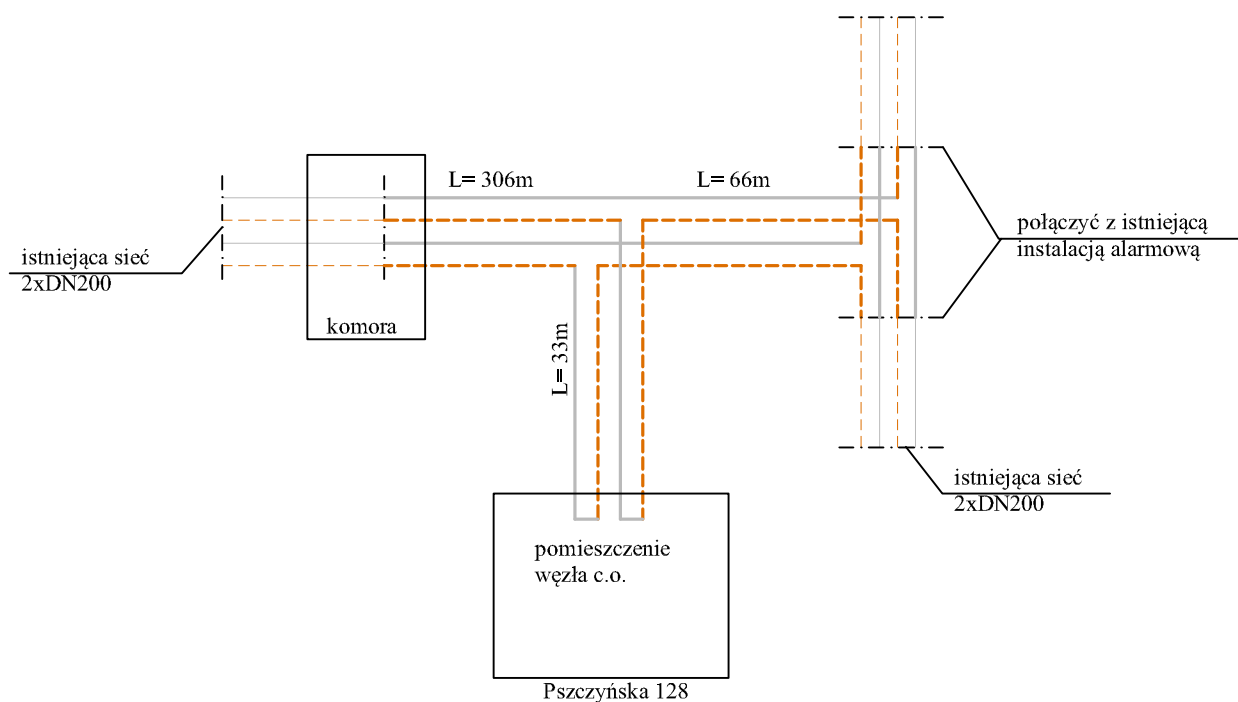 L= 306m
L= 66m
połączyć z istniejącą
instalacją alarmową
istniejąca sieć
2xDN200
komora
L= 33m
istniejąca sieć
2xDN200
pomieszczenie
węzła c.o.
Pszczyńska 128